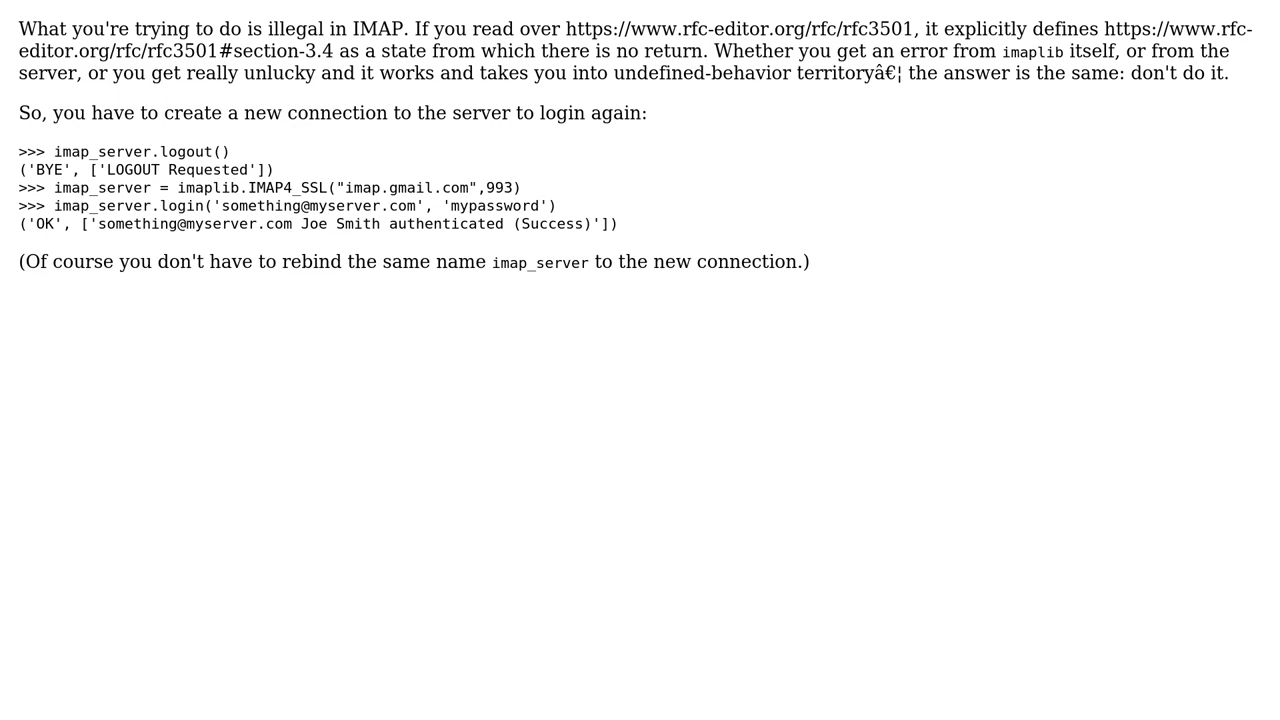 What you're trying to do is illegal in IMAP. If you read over https://www.rfc-editor.org/rfc/rfc3501, it explicitly defines https://www.rfc-
editor.org/rfc/rfc3501#section-3.4 as a state from which there is no return. Whether you get an error from imaplib itself, or from the
server, or you get really unlucky and it works and takes you into undefined-behavior territoryâ€¦ the answer is the same: don't do it.
So, you have to create a new connection to the server to login again:
>>> imap_server.logout()
('BYE', ['LOGOUT Requested'])
>>> imap_server = imaplib.IMAP4_SSL("imap.gmail.com",993)
>>> imap_server.login('something@myserver.com', 'mypassword')
('OK', ['something@myserver.com Joe Smith authenticated (Success)'])
(Of course you don't have to rebind the same name imap_server to the new connection.)